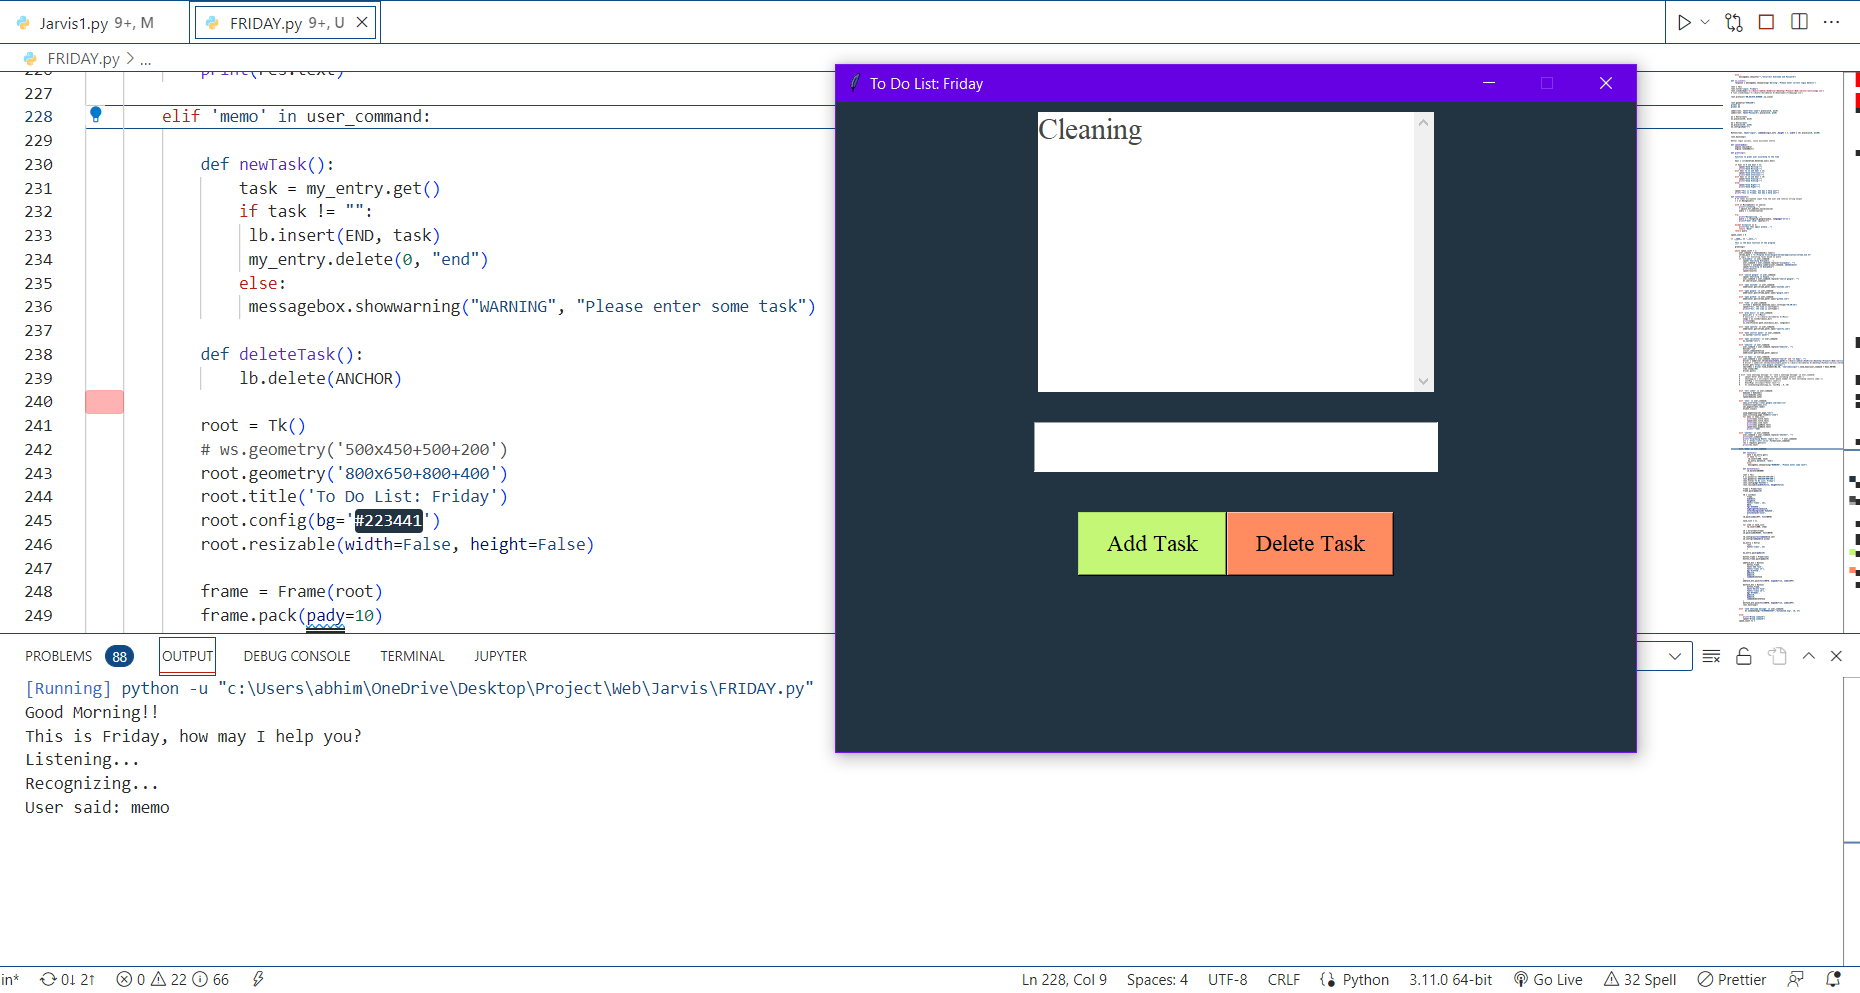 Jarvis1.py 9+, M
FRIDAY.py 9+, U
FRIDAY.py > ...
227
228 elif 'memo' in user_command:
229
230 def newTask():
231 task = my_entry.get()
232 if task != "":
233 lb.insert(END, task)
234 my_entry.delete(0, "end")
235 else:
236 messagebox.showwarning("WARNING", "Please enter some task")
237
238 def deleteTask():
239 lb.delete(ANCHOR)
240
241 root = Tk()
242 # ws.geometry('500x450+500+200')
243 root.geometry('800x650+800+400')
244 root.title('To Do List: Friday')
245 root.config(bg='#223441')
246 root.resizable(width=False, height=False)
247
248 frame = Frame(root)
249 frame.pack(pady=10)
To Do List: Friday
Cleaning
Add Task
Delete Task
PROBLEMS 88 OUTPUT DEBUG CONSOLE TERMINAL JUPYTER
[Running] python -u "c:\Users\abhim\OneDrive\Desktop\Project\Web\Jarvis\FRIDAY.py"
Good Morning!!
This is Friday, how may I help you?
Listening...
Recognizing...
User said: memo
in* 0↓ 2↑ 0 22 66 Ln 228, Col 9 Spaces: 4 UTF-8 CRLF Python 3.11.0 64-bit Go Live 32 Spell Prettier